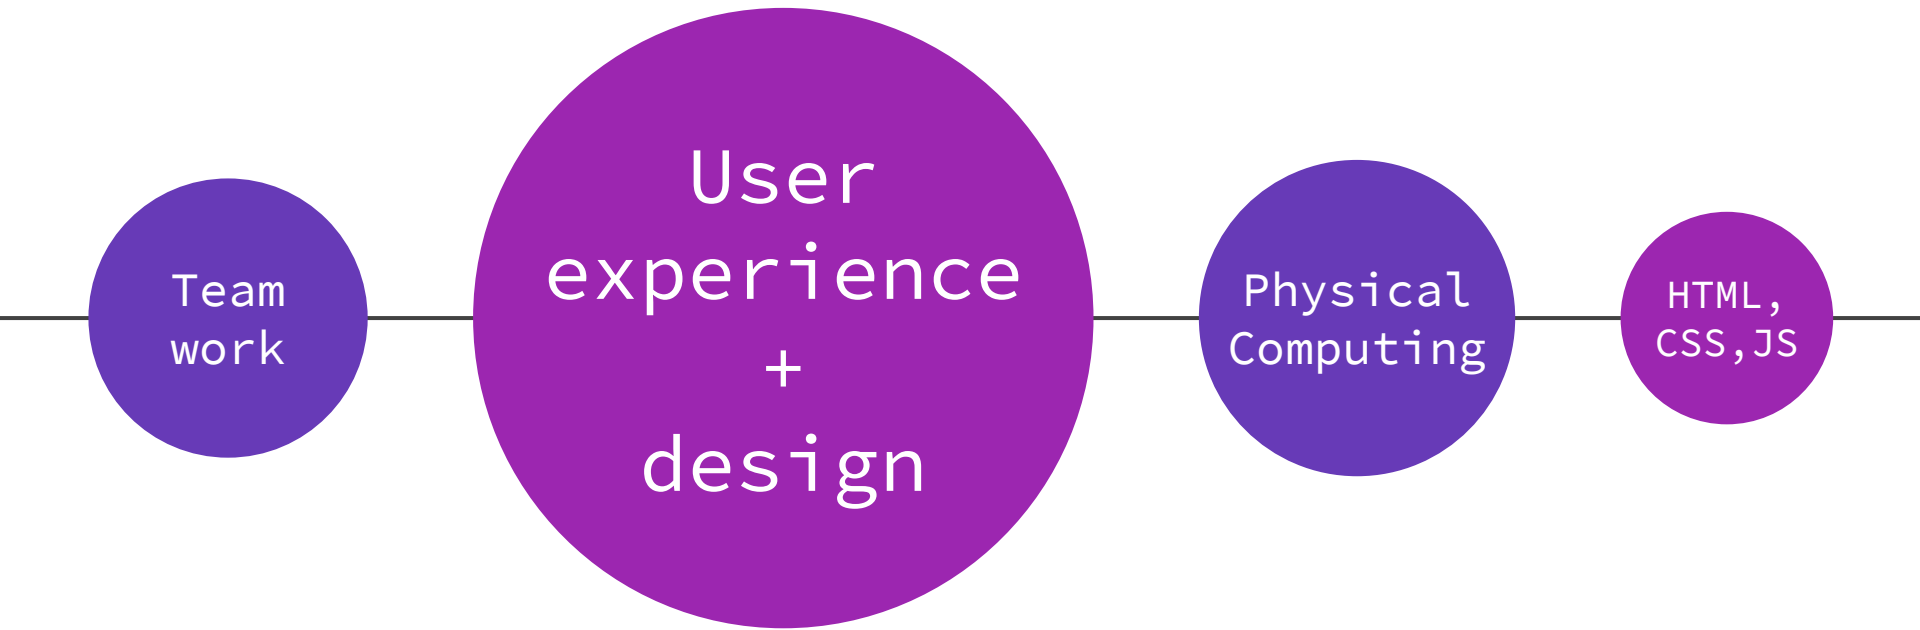 Team
work
User
experience
+
design
Physical
Computing
HTML,
CSS,JS